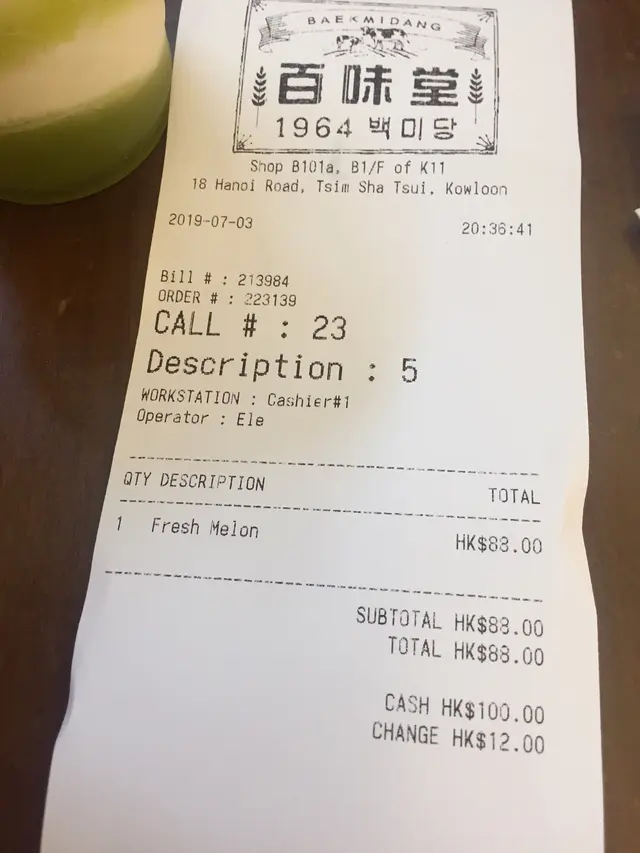 BAEKMIDANG
百味堂
1964 백미당
Shop B101a, B1/F of K11
18 Hanoi Road, Tsim Sha Tsui, Kowloon
2019-07-03 20:36:41
Bill # : 213984
ORDER # : 223139
CALL # : 23
Description : 5
WORKSTATION : Cashier#1
Operator : Ele
QTY DESCRIPTION TOTAL
1 Fresh Melon HK$88.00
SUBTOTAL HK$88.00
TOTAL HK$88.00
CASH HK$100.00
CHANGE HK$12.00